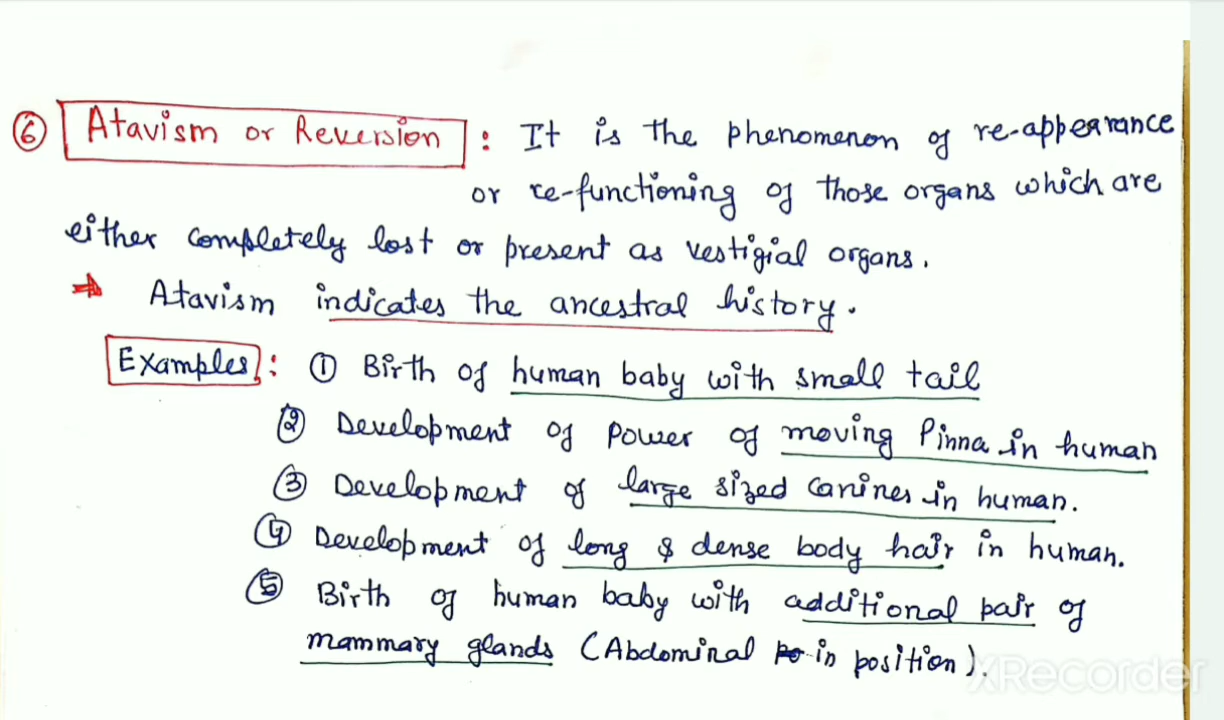 ⑥ Atavism or Reversion : It is the phenomenon of re-appearance
or re-functioning of those organs which are
either completely lost or present as vestigial organs.
→ Atavism indicates the ancestral history.
Examples : ① Birth of human baby with small tail
② Development of power of moving Pinna in human
③ Development of large sized canines in human.
④ Development of long & dense body hair in human.
⑤ Birth of human baby with additional pair of
mammary glands (Abdominal in position).
XRecorder